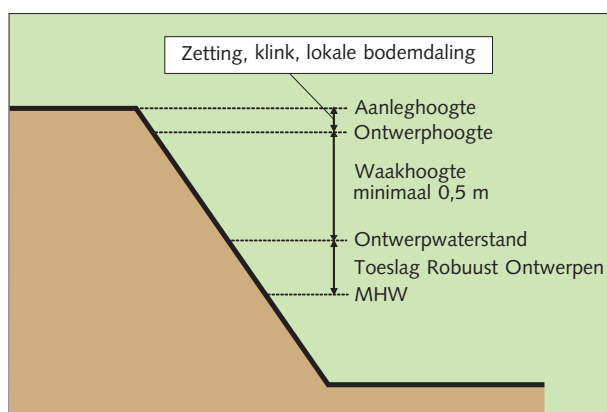 Zetting, klink, lokale bodemdaling
Aanleghoogte
Ontwerphoogte
Waakhoogte
minimaal 0,5 m
Ontwerpwaterstand
Toeslag Robuust Ontwerpen
MHW